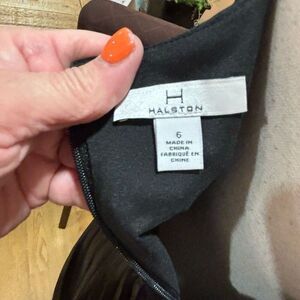 H
HALSTON
6
MADE IN
CHINA
FABRIQUÉ EN
CHINE